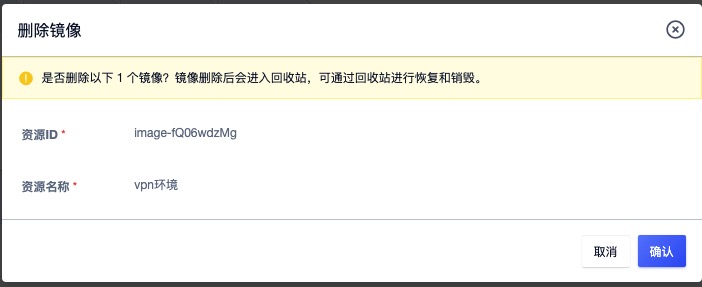 删除镜像
是否删除以下 1 个镜像？镜像删除后会进入回收站，可通过回收站进行恢复和销毁。
资源ID * image-fQ06wdzMg
资源名称 * vpn环境
取消 确认